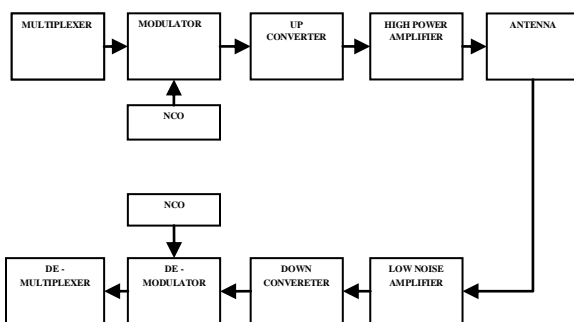 MULTIPLEXER
MODULATOR
UP
CONVERTER
HIGH POWER
AMPLIFIER
ANTENNA
NCO
NCO
DE -
MULTIPLEXER
DE -
MODULATOR
DOWN
CONVERETER
LOW NOISE
AMPLIFIER